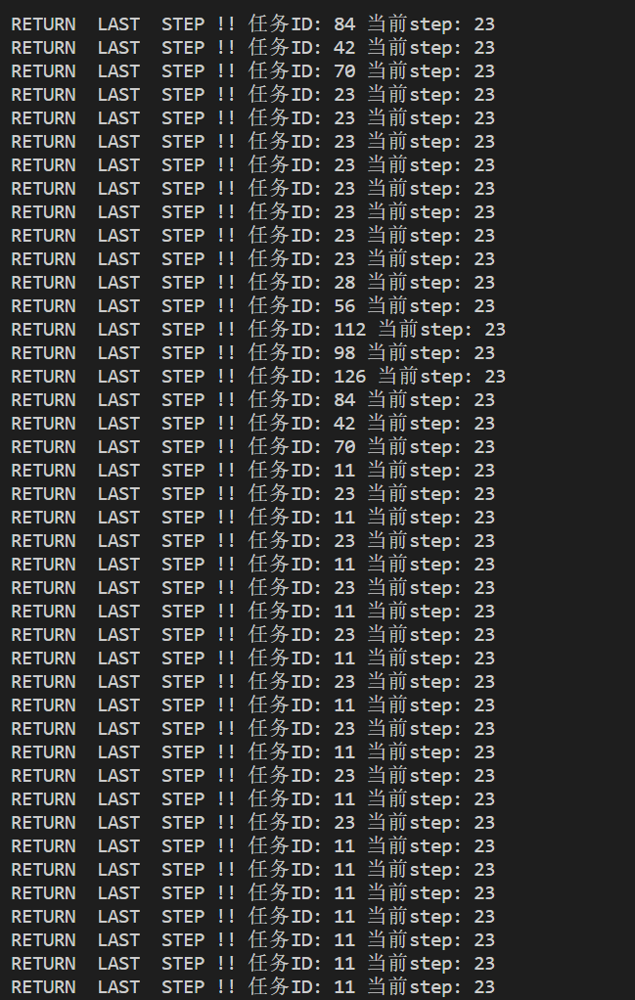 RETURN  LAST  STEP !! 任务ID: 84 当前step: 23
RETURN  LAST  STEP !! 任务ID: 42 当前step: 23
RETURN  LAST  STEP !! 任务ID: 70 当前step: 23
RETURN  LAST  STEP !! 任务ID: 23 当前step: 23
RETURN  LAST  STEP !! 任务ID: 23 当前step: 23
RETURN  LAST  STEP !! 任务ID: 23 当前step: 23
RETURN  LAST  STEP !! 任务ID: 23 当前step: 23
RETURN  LAST  STEP !! 任务ID: 23 当前step: 23
RETURN  LAST  STEP !! 任务ID: 23 当前step: 23
RETURN  LAST  STEP !! 任务ID: 23 当前step: 23
RETURN  LAST  STEP !! 任务ID: 23 当前step: 23
RETURN  LAST  STEP !! 任务ID: 28 当前step: 23
RETURN  LAST  STEP !! 任务ID: 56 当前step: 23
RETURN  LAST  STEP !! 任务ID: 112 当前step: 23
RETURN  LAST  STEP !! 任务ID: 98 当前step: 23
RETURN  LAST  STEP !! 任务ID: 126 当前step: 23
RETURN  LAST  STEP !! 任务ID: 84 当前step: 23
RETURN  LAST  STEP !! 任务ID: 42 当前step: 23
RETURN  LAST  STEP !! 任务ID: 70 当前step: 23
RETURN  LAST  STEP !! 任务ID: 11 当前step: 23
RETURN  LAST  STEP !! 任务ID: 23 当前step: 23
RETURN  LAST  STEP !! 任务ID: 11 当前step: 23
RETURN  LAST  STEP !! 任务ID: 23 当前step: 23
RETURN  LAST  STEP !! 任务ID: 11 当前step: 23
RETURN  LAST  STEP !! 任务ID: 23 当前step: 23
RETURN  LAST  STEP !! 任务ID: 11 当前step: 23
RETURN  LAST  STEP !! 任务ID: 23 当前step: 23
RETURN  LAST  STEP !! 任务ID: 11 当前step: 23
RETURN  LAST  STEP !! 任务ID: 23 当前step: 23
RETURN  LAST  STEP !! 任务ID: 11 当前step: 23
RETURN  LAST  STEP !! 任务ID: 23 当前step: 23
RETURN  LAST  STEP !! 任务ID: 11 当前step: 23
RETURN  LAST  STEP !! 任务ID: 23 当前step: 23
RETURN  LAST  STEP !! 任务ID: 11 当前step: 23
RETURN  LAST  STEP !! 任务ID: 23 当前step: 23
RETURN  LAST  STEP !! 任务ID: 11 当前step: 23
RETURN  LAST  STEP !! 任务ID: 11 当前step: 23
RETURN  LAST  STEP !! 任务ID: 11 当前step: 23
RETURN  LAST  STEP !! 任务ID: 11 当前step: 23
RETURN  LAST  STEP !! 任务ID: 11 当前step: 23
RETURN  LAST  STEP !! 任务ID: 11 当前step: 23
RETURN  LAST  STEP !! 任务ID: 11 当前step: 23